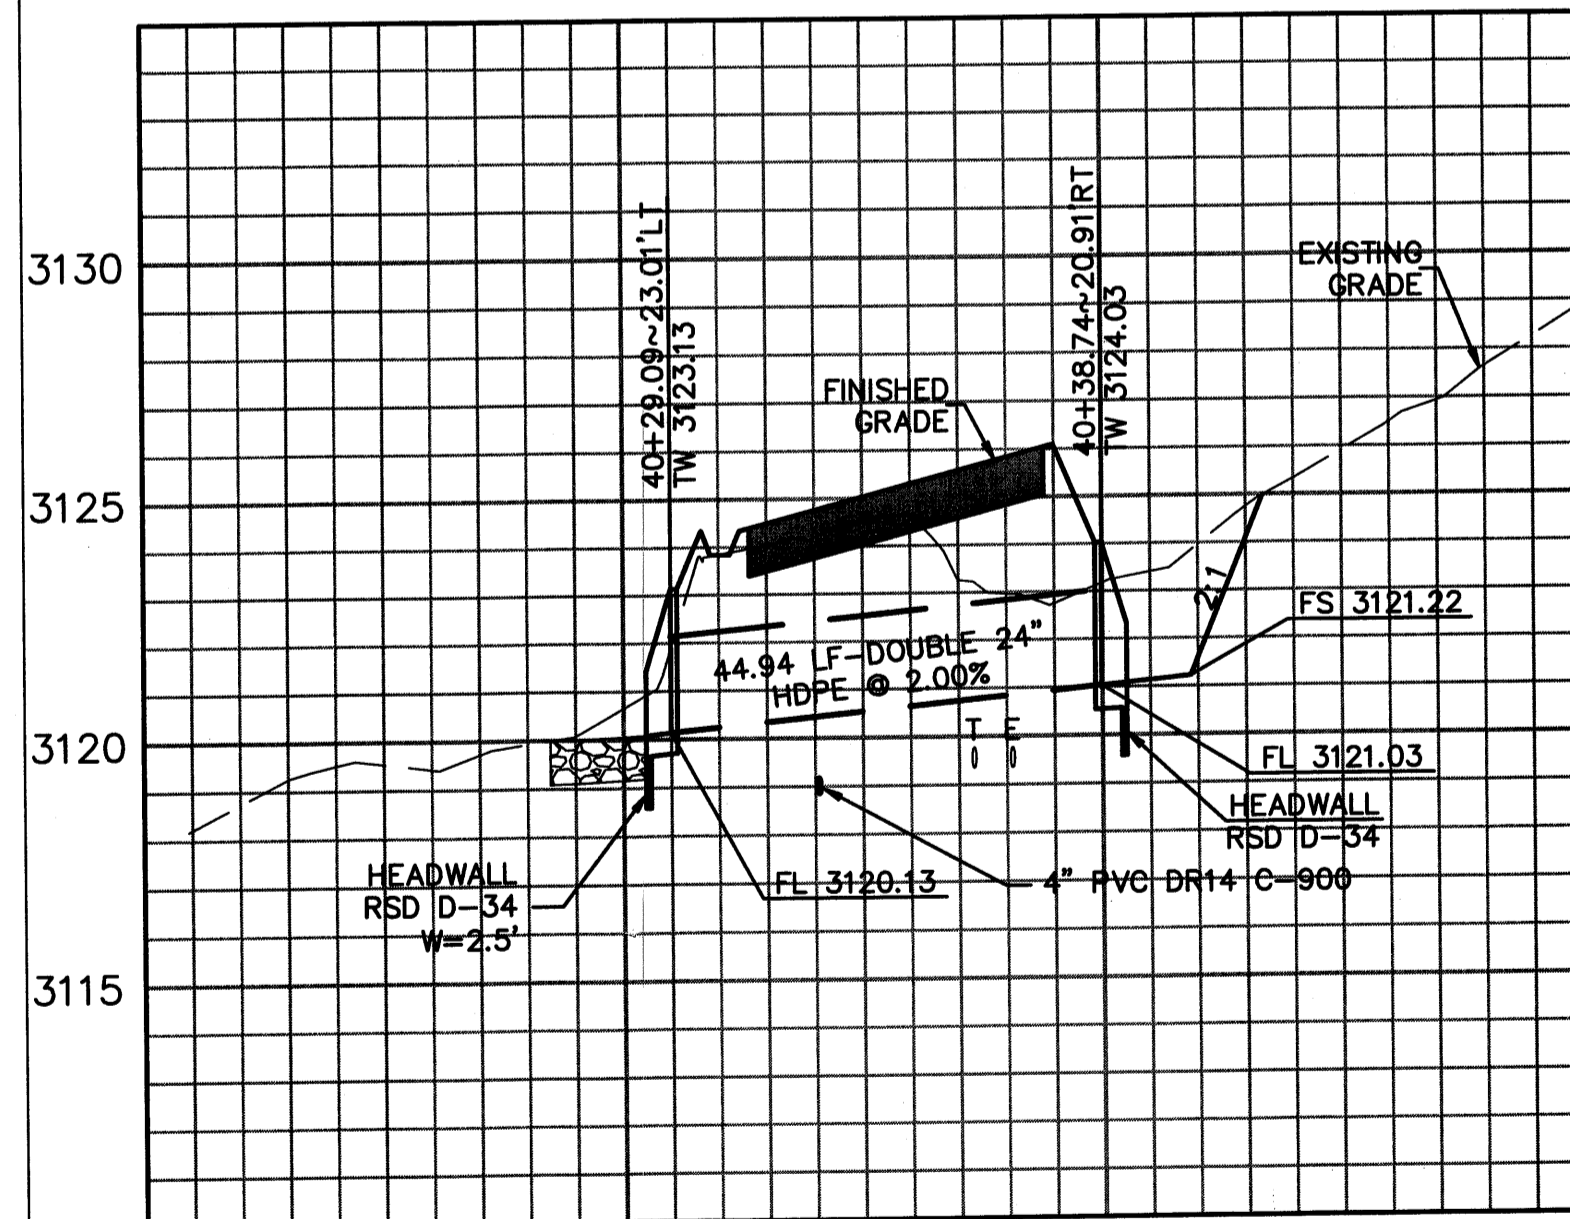 3130
3125
3120
3115
40+29.09~23.01'LT
TW 3123.13
40+38.74~20.91'RT
TW 3124.03
EXISTING
GRADE
FINISHED
GRADE
2:1
FS 3121.22
44.94 LF-DOUBLE 24"
HDPE @ 2.00%
T E
FL 3121.03
HEADWALL
RSD D-34
HEADWALL
RSD D-34
W=2.5'
FL 3120.13
4" PVC DR14 C-900